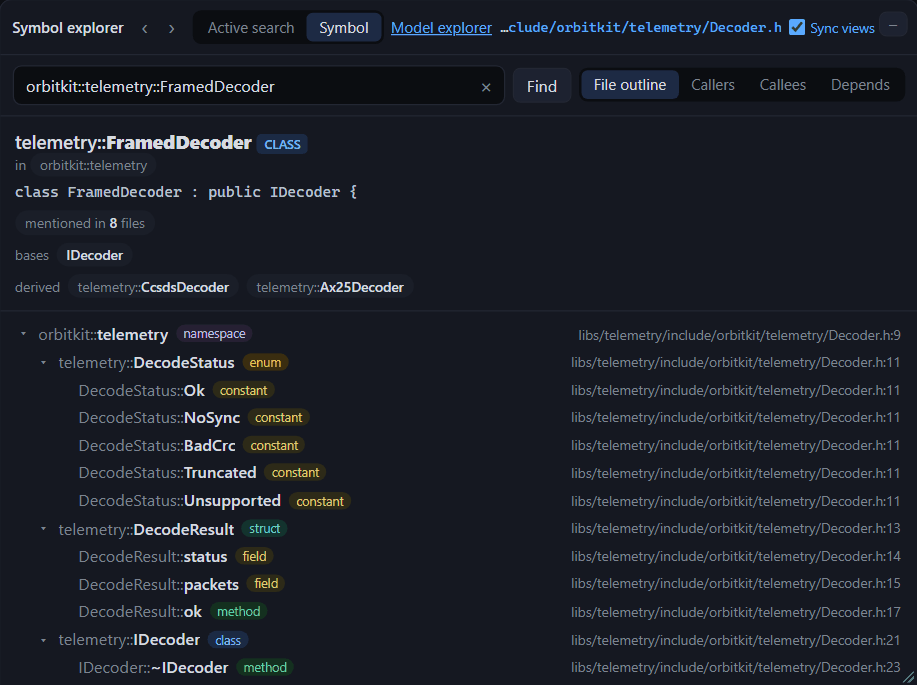 Symbol explorer ‹ › Active search Symbol Model explorer …clude/orbitkit/telemetry/Decoder.h Sync views −
orbitkit::telemetry::FramedDecoder × Find File outline Callers Callees Depends
telemetry::FramedDecoder CLASS
in orbitkit::telemetry
class FramedDecoder : public IDecoder {
mentioned in 8 files
bases IDecoder
derived telemetry::CcsdsDecoder telemetry::Ax25Decoder
orbitkit::telemetry namespace libs/telemetry/include/orbitkit/telemetry/Decoder.h:9
telemetry::DecodeStatus enum libs/telemetry/include/orbitkit/telemetry/Decoder.h:11
DecodeStatus::Ok constant libs/telemetry/include/orbitkit/telemetry/Decoder.h:11
DecodeStatus::NoSync constant libs/telemetry/include/orbitkit/telemetry/Decoder.h:11
DecodeStatus::BadCrc constant libs/telemetry/include/orbitkit/telemetry/Decoder.h:11
DecodeStatus::Truncated constant libs/telemetry/include/orbitkit/telemetry/Decoder.h:11
DecodeStatus::Unsupported constant libs/telemetry/include/orbitkit/telemetry/Decoder.h:11
telemetry::DecodeResult struct libs/telemetry/include/orbitkit/telemetry/Decoder.h:13
DecodeResult::status field libs/telemetry/include/orbitkit/telemetry/Decoder.h:14
DecodeResult::packets field libs/telemetry/include/orbitkit/telemetry/Decoder.h:15
DecodeResult::ok method libs/telemetry/include/orbitkit/telemetry/Decoder.h:17
telemetry::IDecoder class libs/telemetry/include/orbitkit/telemetry/Decoder.h:21
IDecoder::~IDecoder method libs/telemetry/include/orbitkit/telemetry/Decoder.h:23